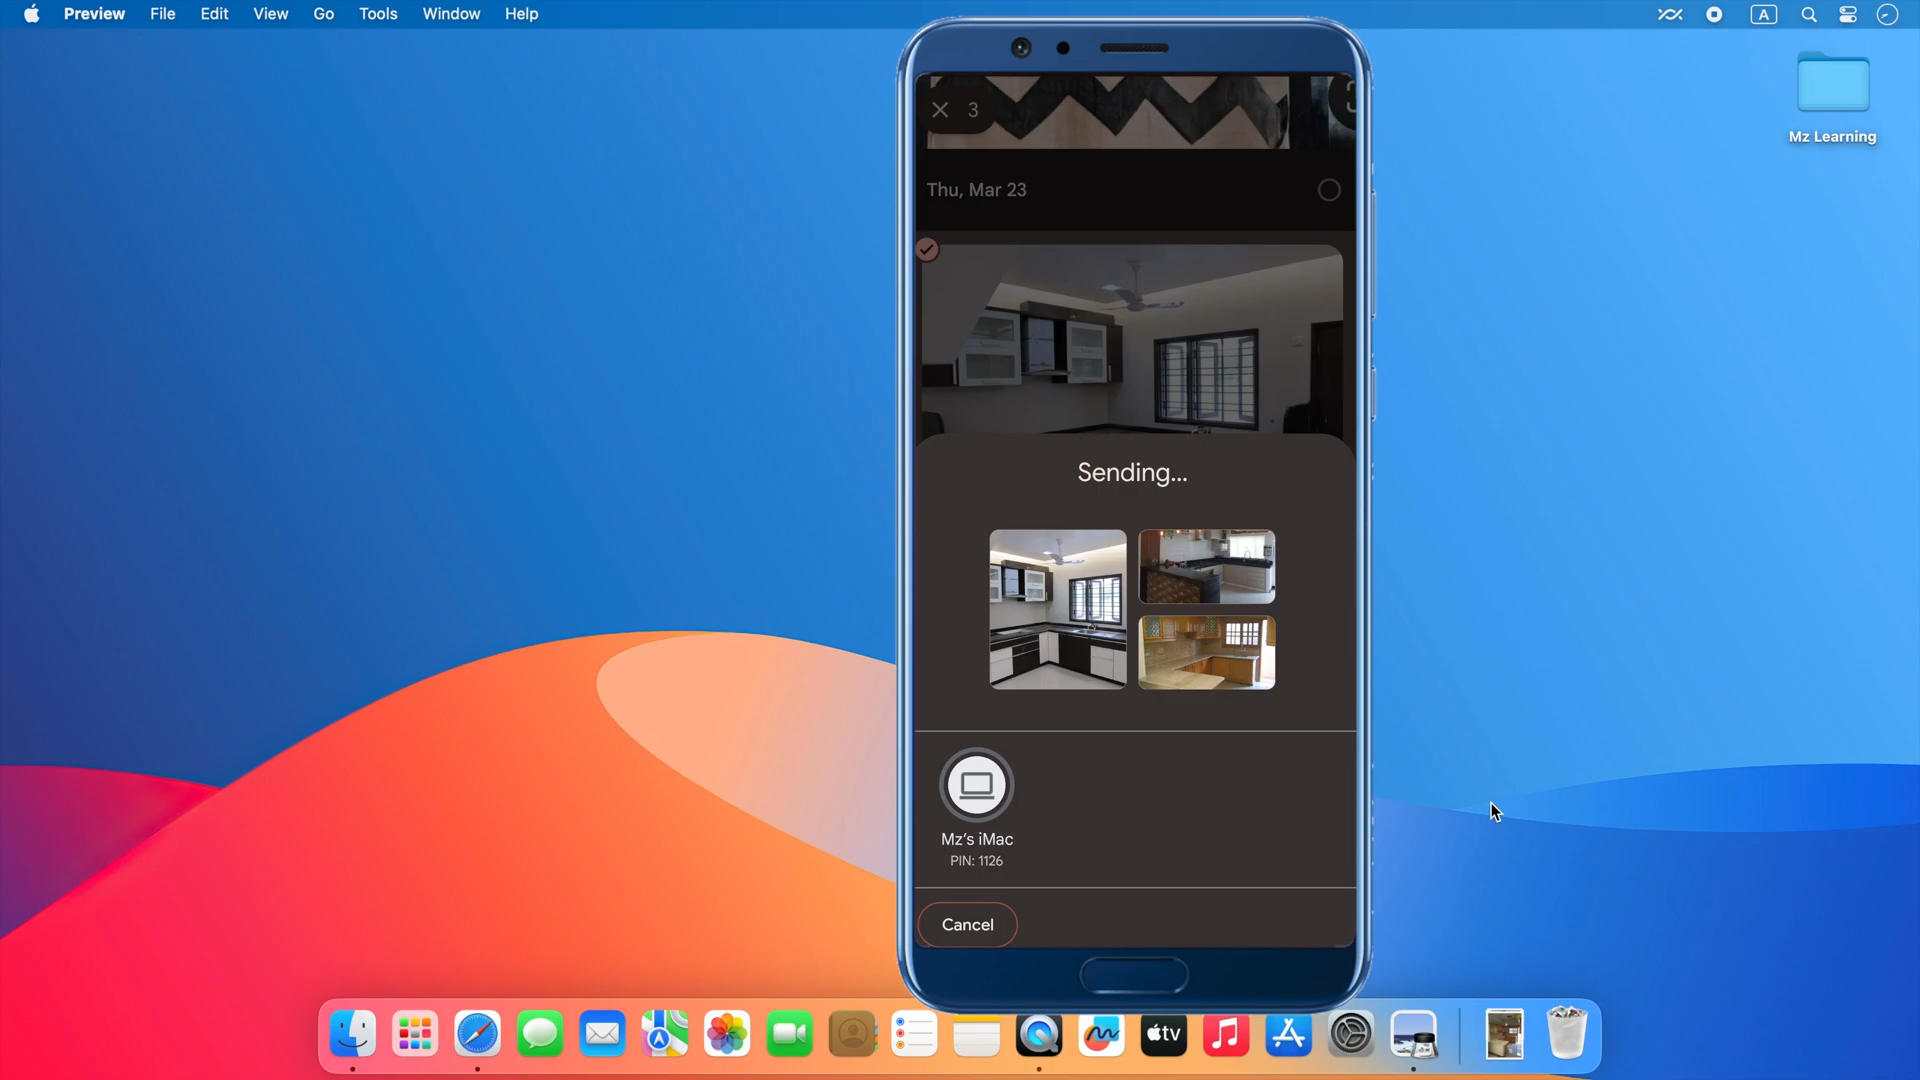 Preview File Edit View Go Tools Window Help
A
Mz Learning
3
Thu, Mar 23
Sending...
Mz's iMac
PIN: 1126
Cancel
tv